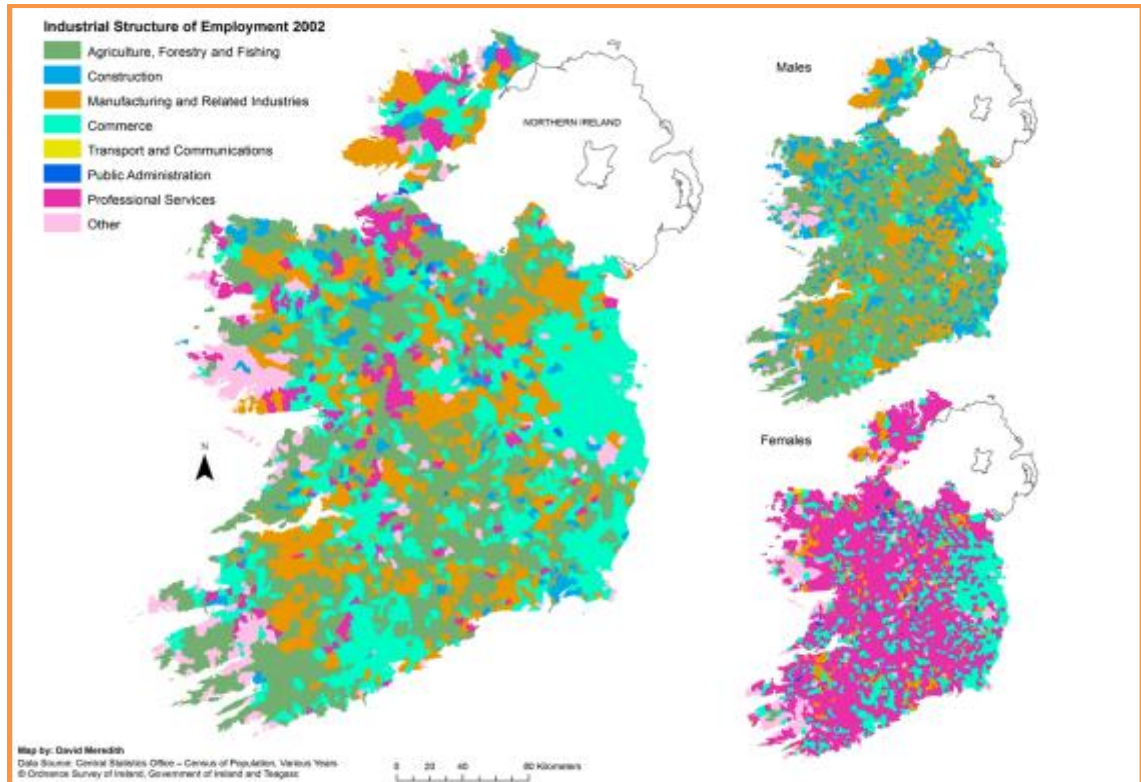 Industrial Structure of Employment 2002
Agriculture, Forestry and Fishing
Construction
Manufacturing and Related Industries
Commerce
Transport and Communications
Public Administration
Professional Services
Other
NORTHERN IRELAND
Males
Females
N
Map by: David Meredith
Data Source: Central Statistics Office – Census of Population, Various Years
© Ordnance Survey of Ireland, Government of Ireland and Teagasc
0 20 40 80 Kilometers